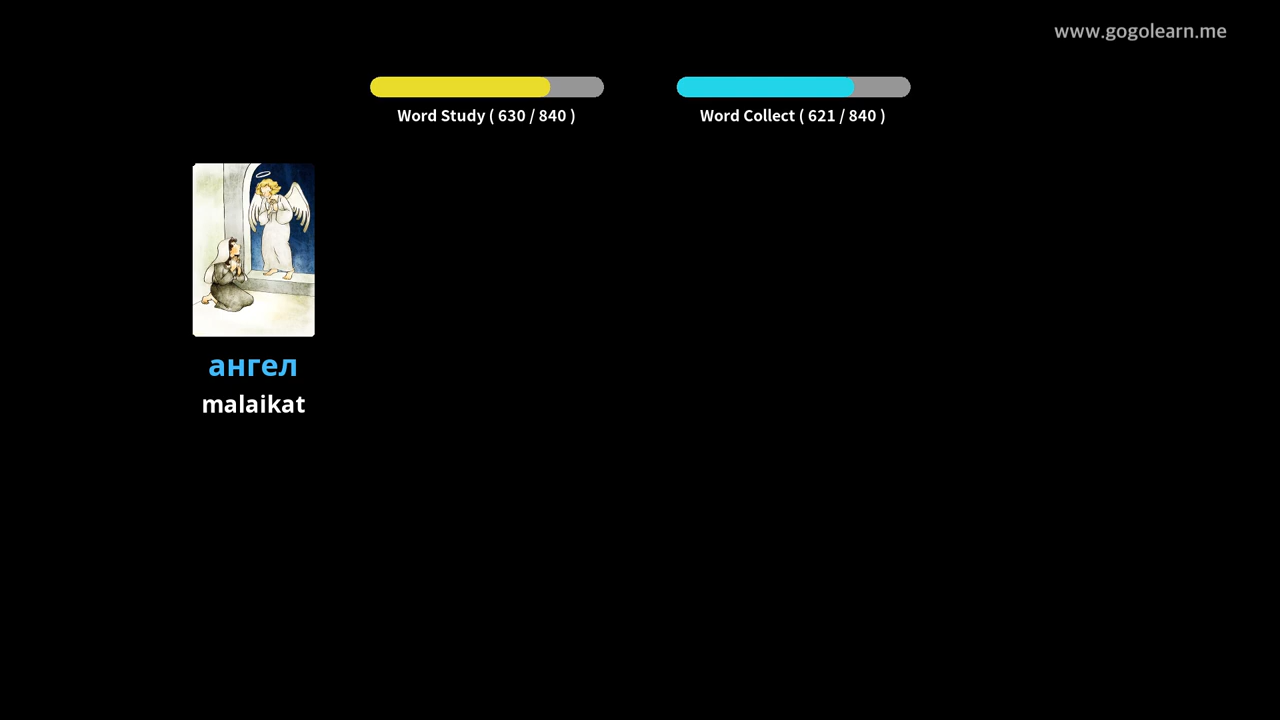 www.gogolearn.me
Word Study ( 630 / 840 )
Word Collect ( 621 / 840 )
ангел
malaikat